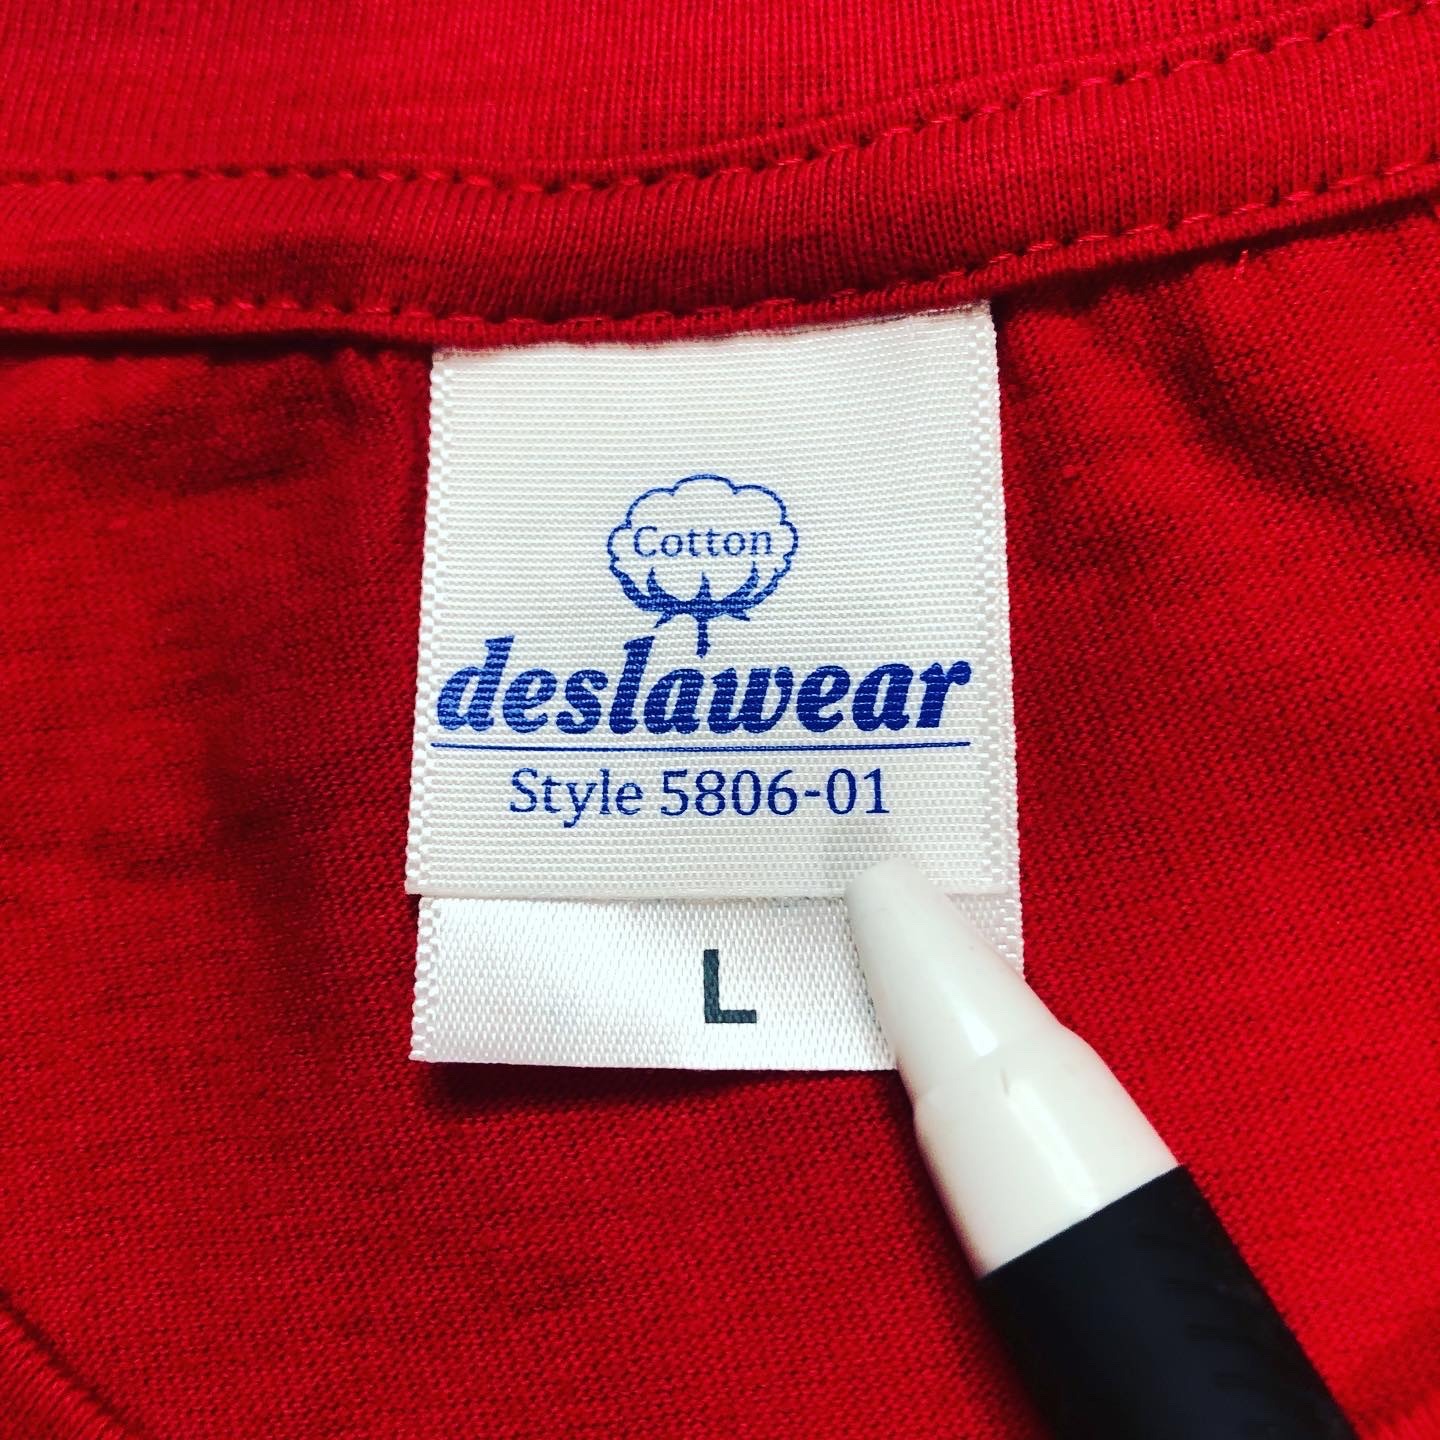 Cotton
deslawear
Style 5806-01
L